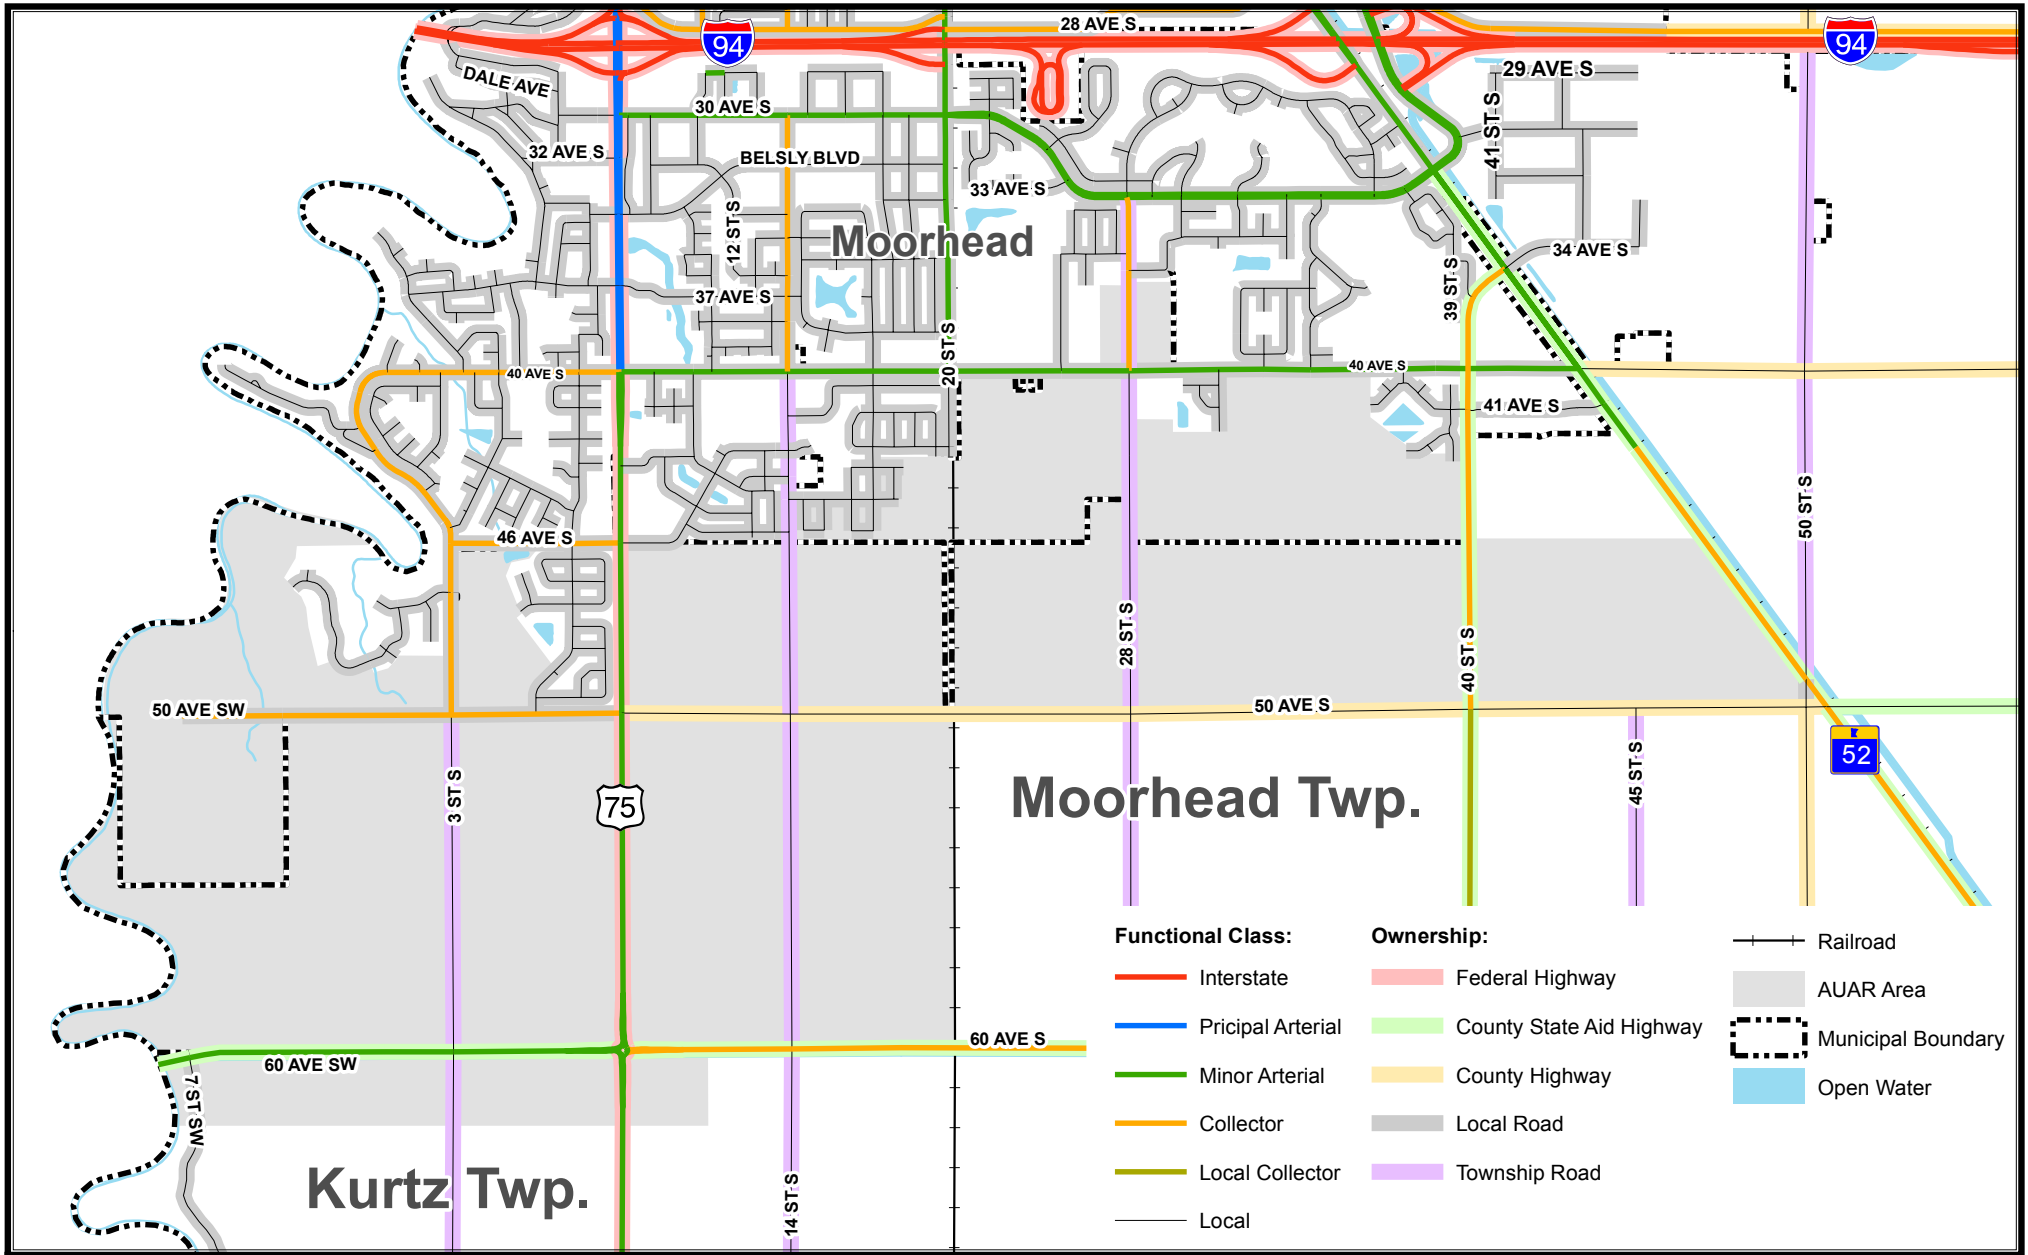 28 AVE S
94
94
DALE AVE
29 AVE S
30 AVE S
41 ST S
32 AVE S
BELSLY BLVD
33 AVE S
12 ST S
Moorhead
34 AVE S
39 ST S
37 AVE S
20 ST S
40 AVE S
40 AVE S
41 AVE S
50 ST S
46 AVE S
28 ST S
40 ST S
50 AVE SW
50 AVE S
52
3 ST S
75
Moorhead Twp.
45 ST S
60 AVE S
60 AVE SW
7 ST SW
Kurtz Twp.
14 ST S
Functional Class:
Interstate
Pricipal Arterial
Minor Arterial
Collector
Local Collector
Local
Ownership:
Federal Highway
County State Aid Highway
County Highway
Local Road
Township Road
Railroad
AUAR Area
Municipal Boundary
Open Water